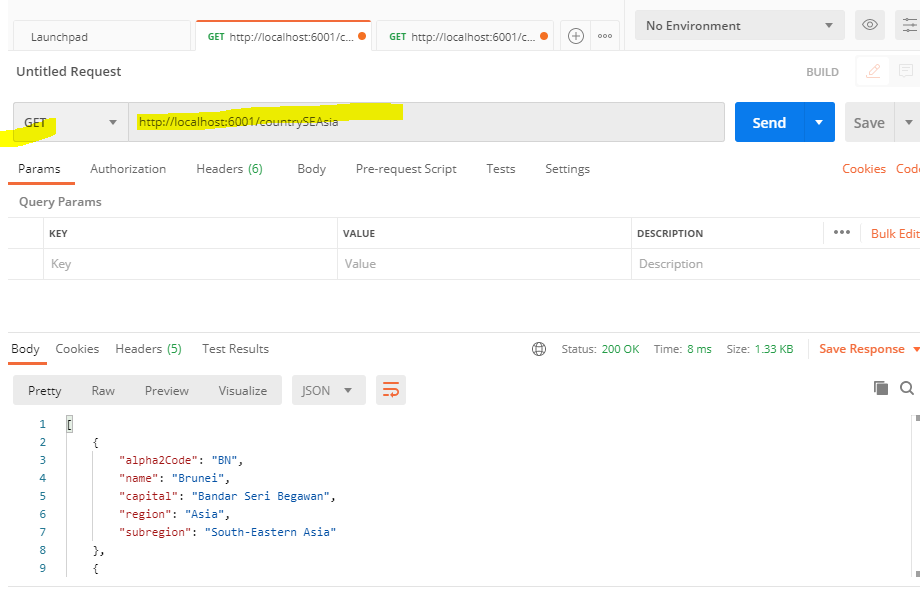 Launchpad GET http://localhost:6001/c... GET http://localhost:6001/c... No Environment
Untitled Request BUILD
GET http://localhost:6001/countrySEAsia Send Save
Params Authorization Headers (6) Body Pre-request Script Tests Settings Cookies Code
Query Params
KEY VALUE DESCRIPTION Bulk Edit
Key Value Description
Body Cookies Headers (5) Test Results Status: 200 OK Time: 8 ms Size: 1.33 KB Save Response
Pretty Raw Preview Visualize JSON
1 [
2 {
3 "alpha2Code": "BN",
4 "name": "Brunei",
5 "capital": "Bandar Seri Begawan",
6 "region": "Asia",
7 "subregion": "South-Eastern Asia"
8 },
9 {